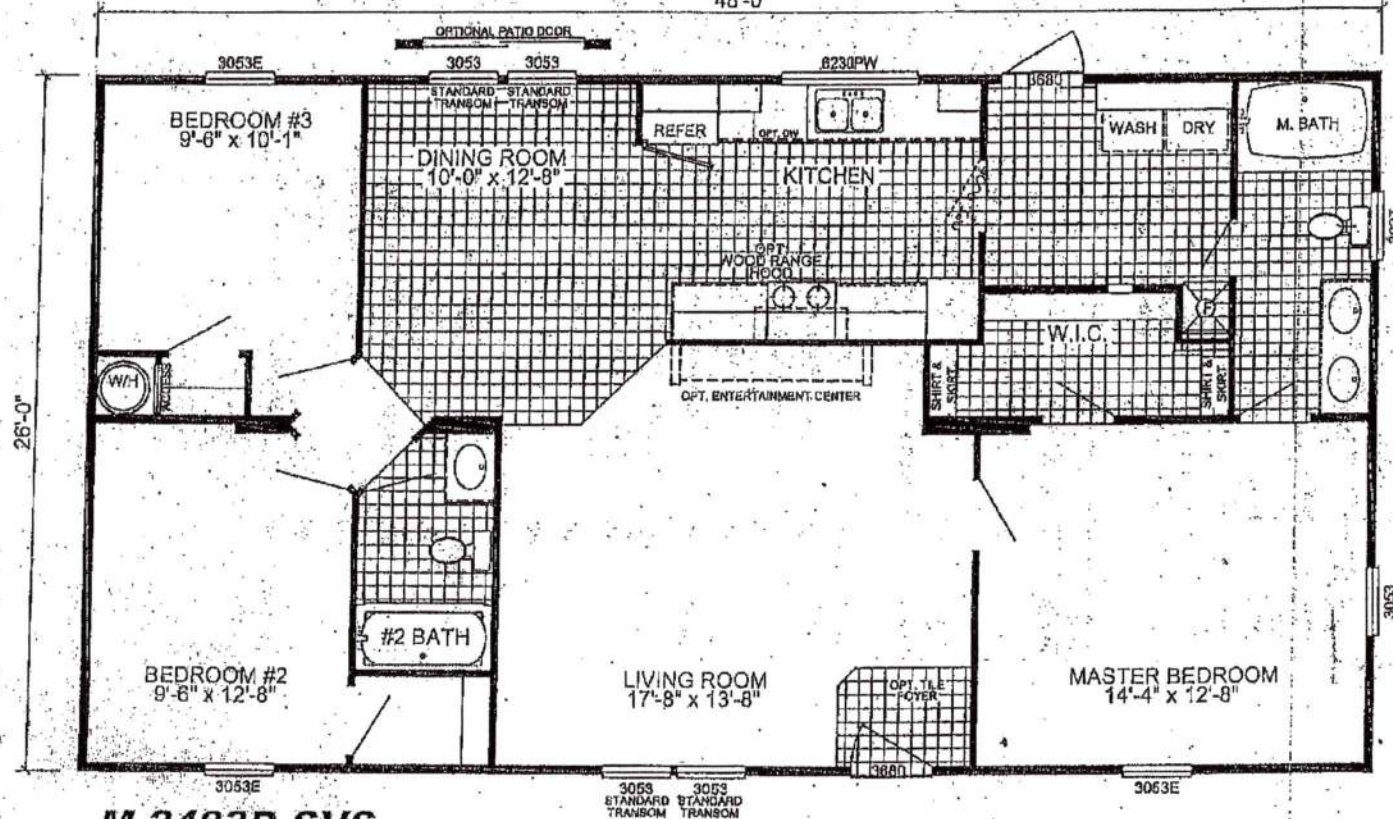 48'-0"
OPTIONAL PATIO DOOR
3053E
3053
3053
6230PW
3680
STANDARD
TRANSOM
STANDARD
TRANSOM
BEDROOM #3
9'-6" x 10'-1"
REFER
OPT. DW
WASH
DRY
M. BATH
DINING ROOM
10'-0" x 12'-8"
KITCHEN
OPT.
WOOD RANGE
HOOD
F
W.I.C.
W/H
ACCESS
SHIRT &
SKIRT
SHIRT &
SKIRT
OPT. ENTERTAINMENT CENTER
26'-0"
#2 BATH
3053
BEDROOM #2
9'-6" x 12'-8"
LIVING ROOM
17'-8" x 13'-8"
OPT. TILE
FOYER
MASTER BEDROOM
14'-4" x 12'-8"
3053E
3053
STANDARD
TRANSOM
3053
STANDARD
TRANSOM
3680
3053E